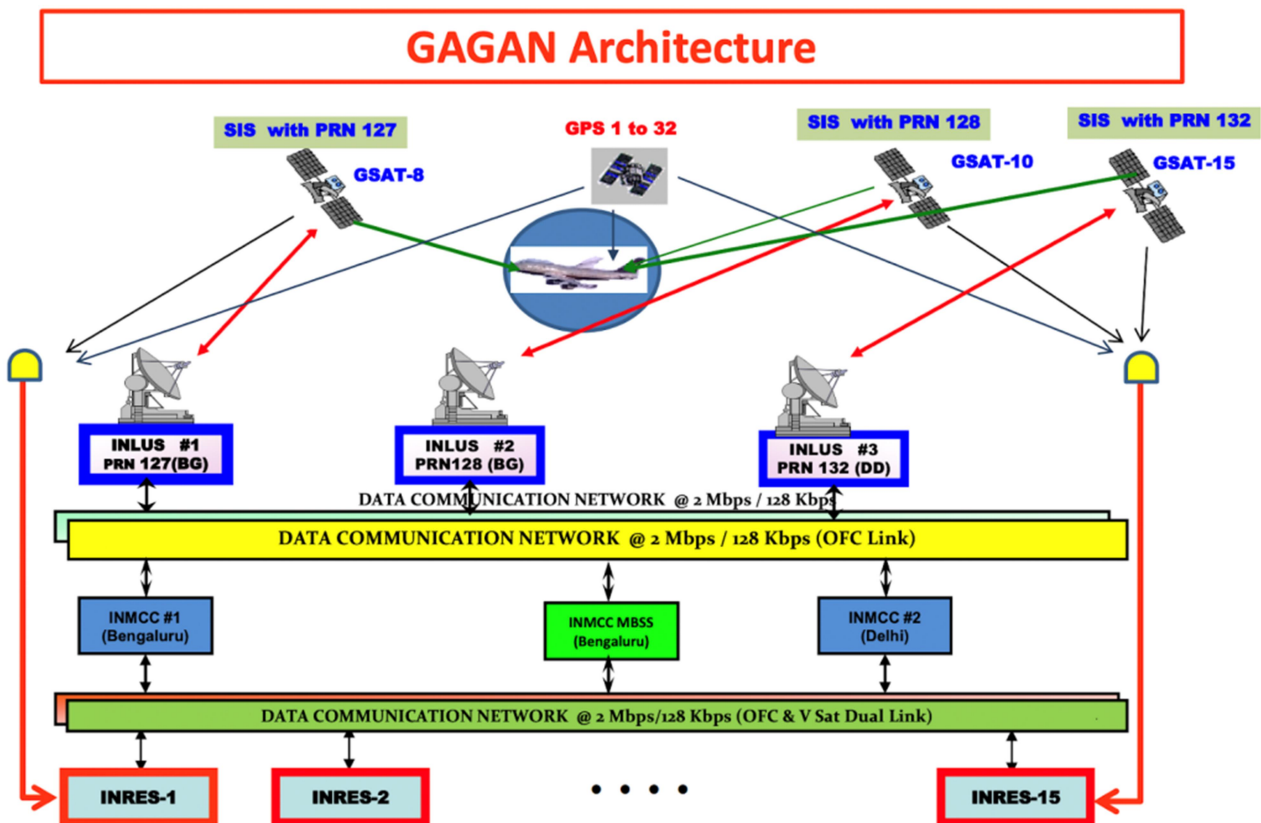 GAGAN Architecture
SIS with PRN 127
GPS 1 to 32
SIS with PRN 128
SIS with PRN 132
GSAT-8
GSAT-10
GSAT-15
INLUS #1
PRN 127(BG)
INLUS #2
PRN128 (BG)
INLUS #3
PRN 132 (DD)
DATA COMMUNICATION NETWORK @ 2 Mbps / 128 Kbps
DATA COMMUNICATION NETWORK @ 2 Mbps / 128 Kbps (OFC Link)
INMCC #1
(Bengaluru)
INMCC MBSS
(Bengaluru)
INMCC #2
(Delhi)
DATA COMMUNICATION NETWORK @ 2 Mbps/128 Kbps (OFC & V Sat Dual Link)
INRES-1
INRES-2
• • • •
INRES-15